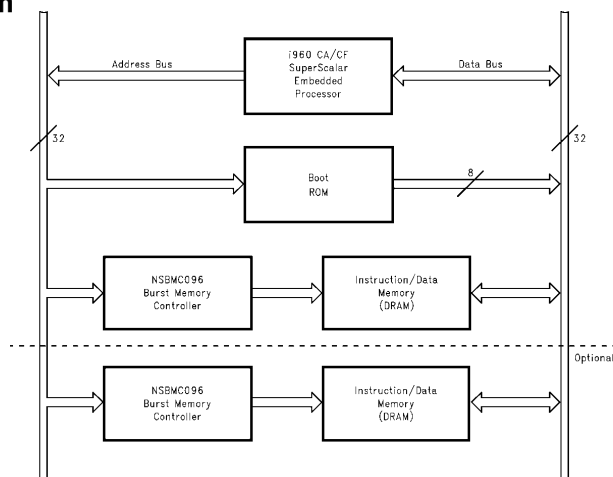 n
i960 CA/CF
SuperScalar
Embedded
Processor
Address Bus
Data Bus
32
32
Boot
ROM
8
NSBMC096
Burst Memory
Controller
Instruction/Data
Memory
(DRAM)
Optional
NSBMC096
Burst Memory
Controller
Instruction/Data
Memory
(DRAM)